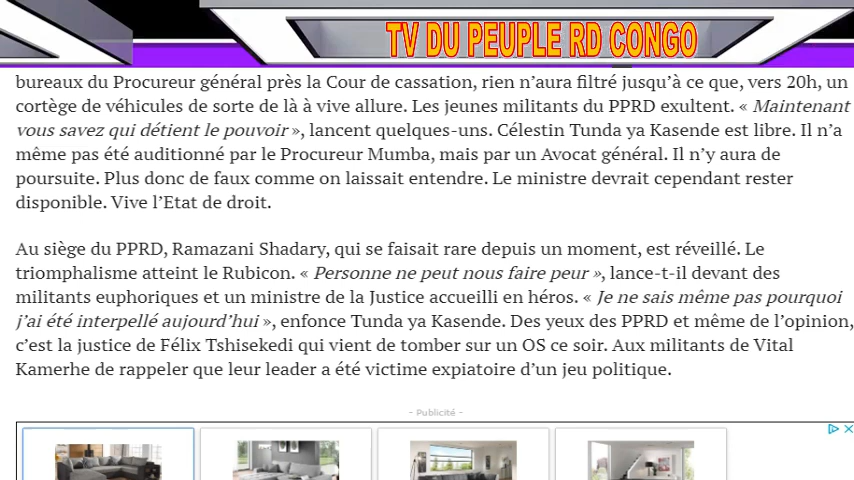 TV DU PEUPLE RD CONGO
bureaux du Procureur général près la Cour de cassation, rien n’aura filtré jusqu’à ce que, vers 20h, un
cortège de véhicules de sorte de là à vive allure. Les jeunes militants du PPRD exultent. « Maintenant
vous savez qui détient le pouvoir », lancent quelques-uns. Célestin Tunda ya Kasende est libre. Il n’a
même pas été auditionné par le Procureur Mumba, mais par un Avocat général. Il n’y aura de
poursuite. Plus donc de faux comme on laissait entendre. Le ministre devrait cependant rester
disponible. Vive l’Etat de droit.
Au siège du PPRD, Ramazani Shadary, qui se faisait rare depuis un moment, est réveillé. Le
triomphalisme atteint le Rubicon. « Personne ne peut nous faire peur », lance-t-il devant des
militants euphoriques et un ministre de la Justice accueilli en héros. « Je ne sais même pas pourquoi
j’ai été interpellé aujourd’hui », enfonce Tunda ya Kasende. Des yeux des PPRD et même de l’opinion,
c’est la justice de Félix Tshisekedi qui vient de tomber sur un OS ce soir. Aux militants de Vital
Kamerhe de rappeler que leur leader a été victime expiatoire d’un jeu politique.
- Publicité -